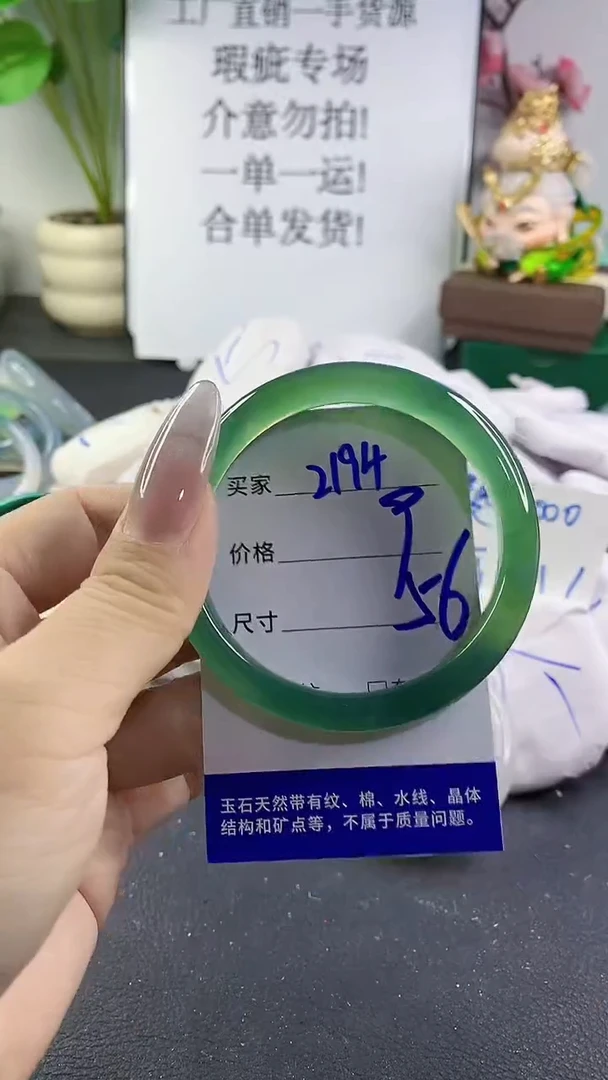 工厂直销一手货源
瑕疵专场
介意勿拍!
一单一运!
合单发货!
买家 2194
价格
尺寸 56
玉石天然带有纹、棉、水线、晶体
结构和矿点等，不属于质量问题。